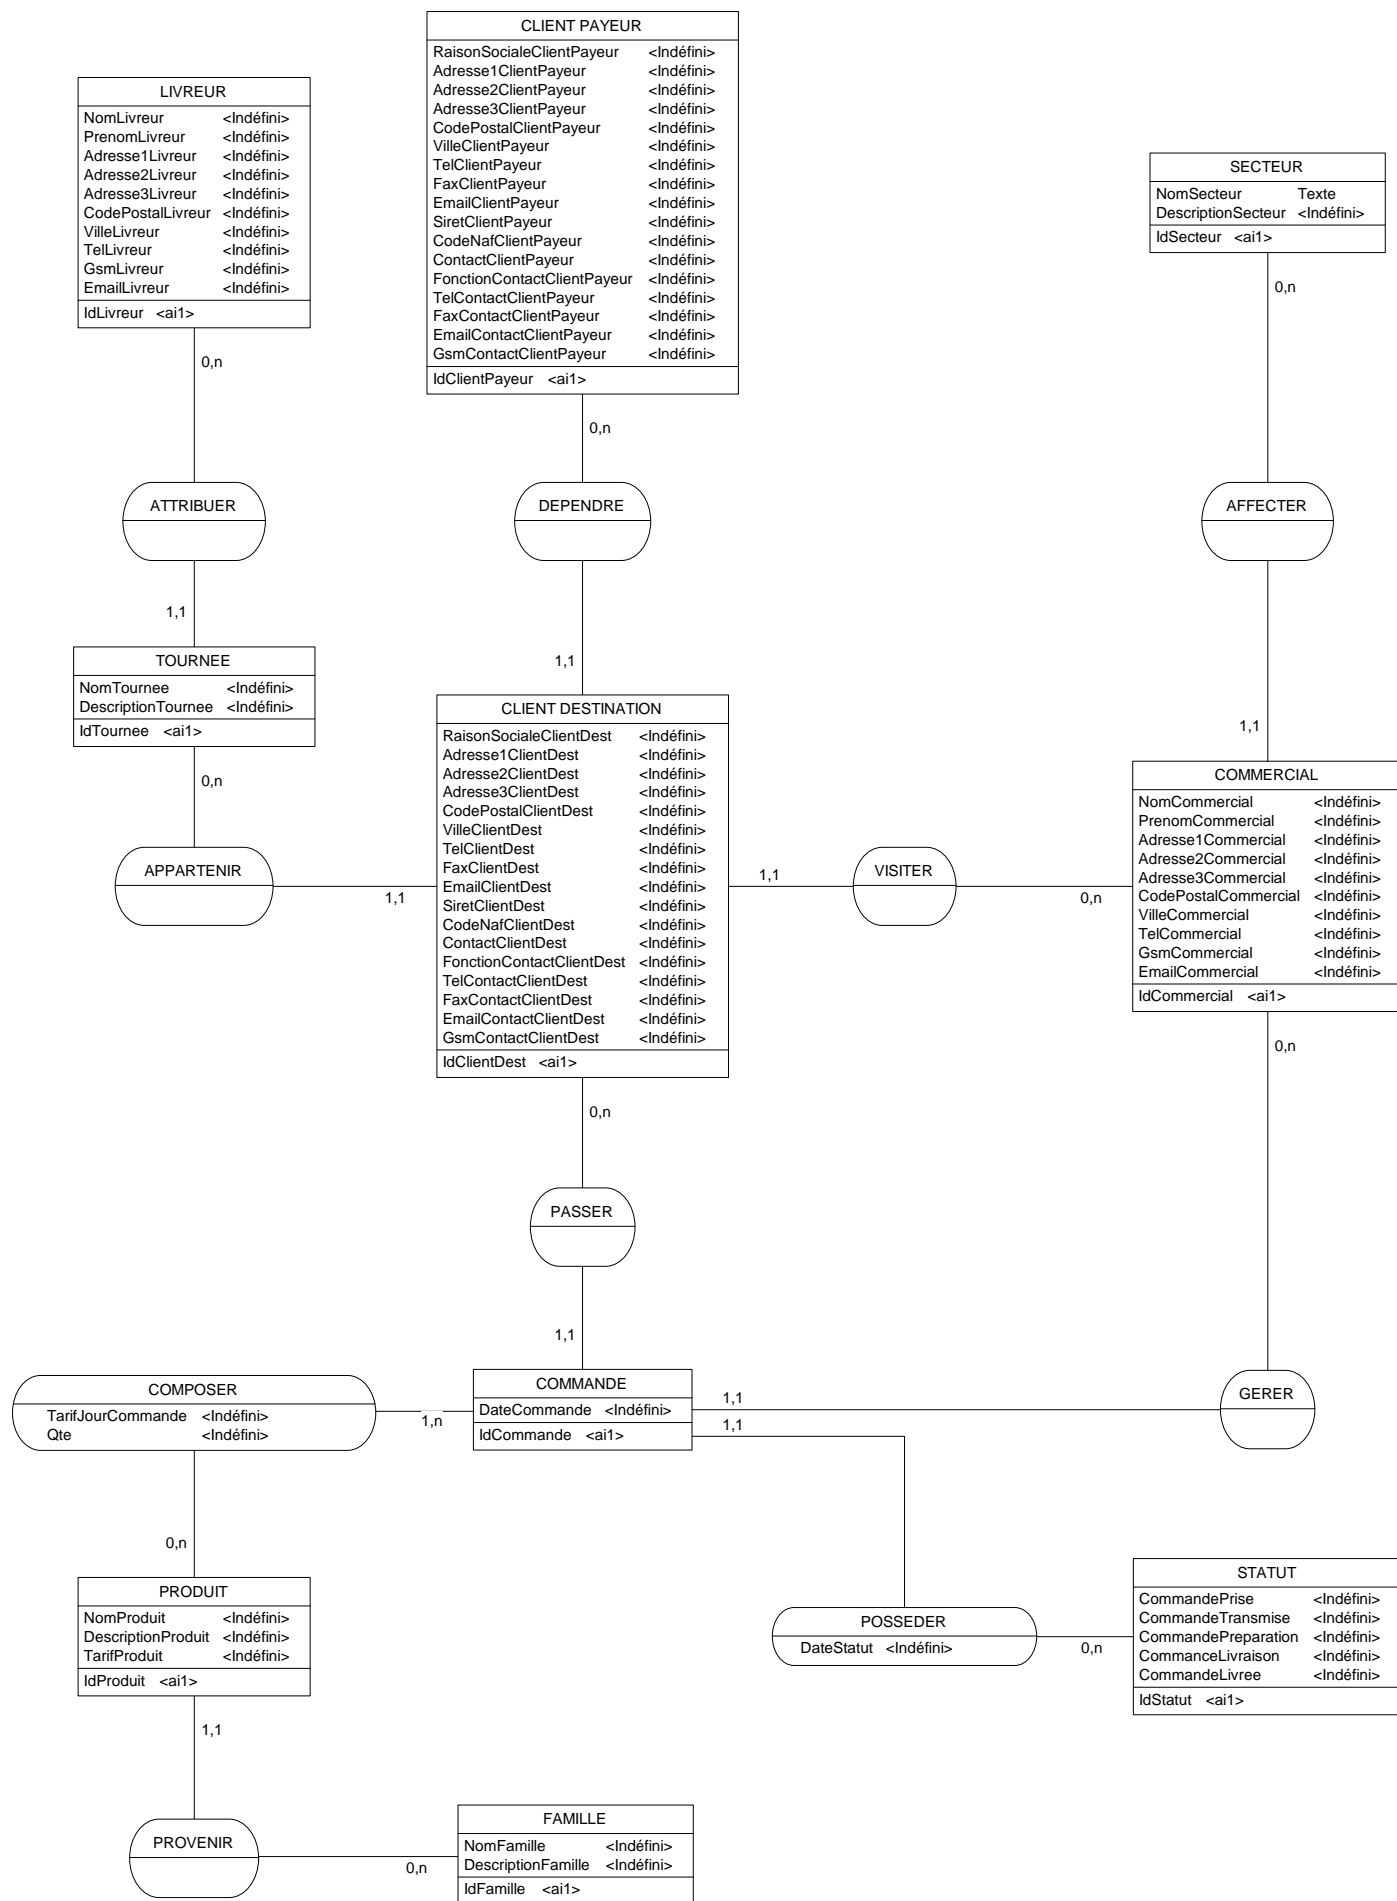 CLIENT PAYEUR
RaisonSocialeClientPayeur <Indéfini>
Adresse1ClientPayeur <Indéfini>
Adresse2ClientPayeur <Indéfini>
Adresse3ClientPayeur <Indéfini>
CodePostalClientPayeur <Indéfini>
VilleClientPayeur <Indéfini>
TelClientPayeur <Indéfini>
FaxClientPayeur <Indéfini>
EmailClientPayeur <Indéfini>
SiretClientPayeur <Indéfini>
CodeNafClientPayeur <Indéfini>
ContactClientPayeur <Indéfini>
FonctionContactClientPayeur <Indéfini>
TelContactClientPayeur <Indéfini>
FaxContactClientPayeur <Indéfini>
EmailContactClientPayeur <Indéfini>
GsmContactClientPayeur <Indéfini>
IdClientPayeur <ai1>
LIVREUR
NomLivreur <Indéfini>
PrenomLivreur <Indéfini>
Adresse1Livreur <Indéfini>
Adresse2Livreur <Indéfini>
Adresse3Livreur <Indéfini>
CodePostalLivreur <Indéfini>
VilleLivreur <Indéfini>
TelLivreur <Indéfini>
GsmLivreur <Indéfini>
EmailLivreur <Indéfini>
IdLivreur <ai1>
SECTEUR
NomSecteur Texte
DescriptionSecteur <Indéfini>
IdSecteur <ai1>
0,n
0,n
0,n
ATTRIBUER
DEPENDRE
AFFECTER
1,1
1,1
1,1
TOURNEE
NomTournee <Indéfini>
DescriptionTournee <Indéfini>
IdTournee <ai1>
0,n
CLIENT DESTINATION
RaisonSocialeClientDest <Indéfini>
Adresse1ClientDest <Indéfini>
Adresse2ClientDest <Indéfini>
Adresse3ClientDest <Indéfini>
CodePostalClientDest <Indéfini>
VilleClientDest <Indéfini>
TelClientDest <Indéfini>
FaxClientDest <Indéfini>
EmailClientDest <Indéfini>
SiretClientDest <Indéfini>
CodeNafClientDest <Indéfini>
ContactClientDest <Indéfini>
FonctionContactClientDest <Indéfini>
TelContactClientDest <Indéfini>
FaxContactClientDest <Indéfini>
EmailContactClientDest <Indéfini>
GsmContactClientDest <Indéfini>
IdClientDest <ai1>
COMMERCIAL
NomCommercial <Indéfini>
PrenomCommercial <Indéfini>
Adresse1Commercial <Indéfini>
Adresse2Commercial <Indéfini>
Adresse3Commercial <Indéfini>
CodePostalCommercial <Indéfini>
VilleCommercial <Indéfini>
TelCommercial <Indéfini>
GsmCommercial <Indéfini>
EmailCommercial <Indéfini>
IdCommercial <ai1>
APPARTENIR
1,1
1,1
VISITER
0,n
0,n
0,n
PASSER
1,1
COMPOSER
TarifJourCommande <Indéfini>
Qte <Indéfini>
1,n
COMMANDE
DateCommande <Indéfini>
IdCommande <ai1>
1,1
1,1
GERER
0,n
PRODUIT
NomProduit <Indéfini>
DescriptionProduit <Indéfini>
TarifProduit <Indéfini>
IdProduit <ai1>
POSSEDER
DateStatut <Indéfini>
0,n
STATUT
CommandePrise <Indéfini>
CommandeTransmise <Indéfini>
CommandePreparation <Indéfini>
CommanceLivraison <Indéfini>
CommandeLivree <Indéfini>
IdStatut <ai1>
1,1
PROVENIR
0,n
FAMILLE
NomFamille <Indéfini>
DescriptionFamille <Indéfini>
IdFamille <ai1>